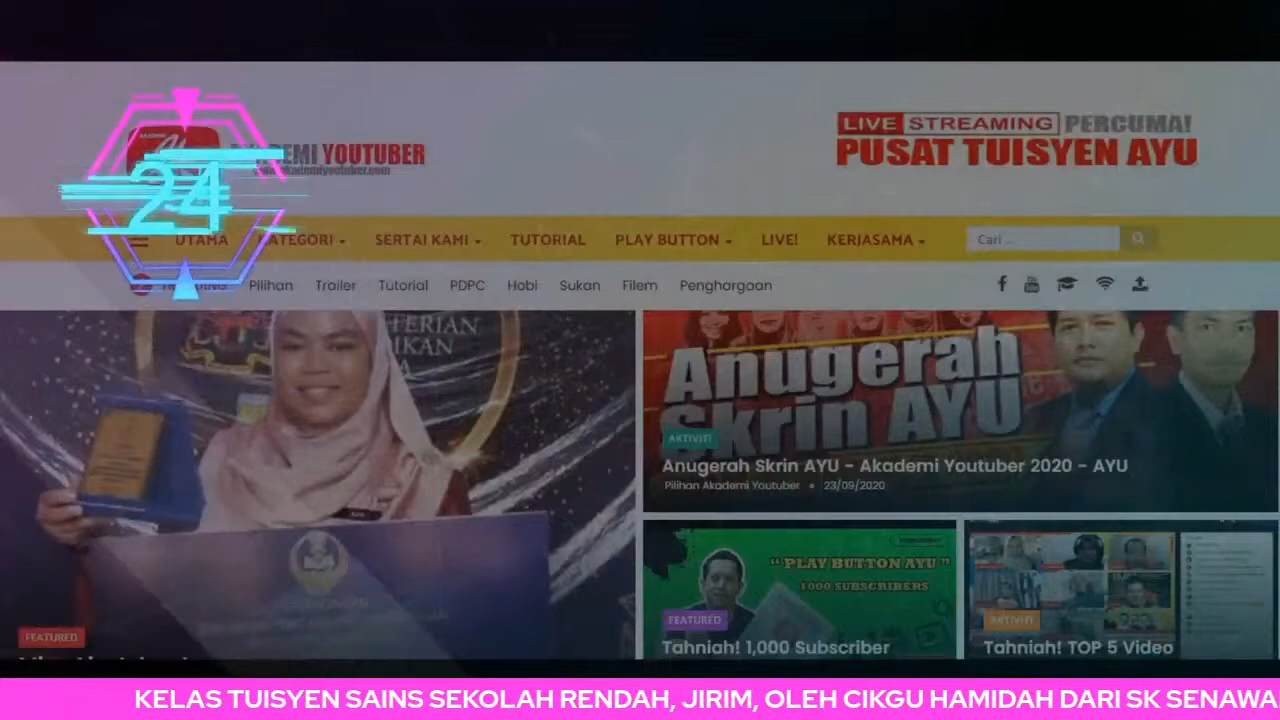 24
AKADEMI YOUTUBER
LIVE STREAMING PERCUMA!
PUSAT TUISYEN AYU
UTAMA KATEGORI SERTAI KAMI TUTORIAL PLAY BUTTON LIVE! KERJASAMA Cari ...
TRENDING Pilihan Trailer Tutorial PDPC Hobi Sukan Filem Penghargaan
Anugerah
Skrin AYU
AKTIVITI
Anugerah Skrin AYU - Akademi Youtuber 2020 - AYU
Pilihan Akademi Youtuber • 23/09/2020
"PLAY BUTTON AYU"
1000 SUBSCRIBERS
FEATURED
FEATURED
Tahniah! 1,000 Subscriber
AKTIVITI
Tahniah! TOP 5 Video
KELAS TUISYEN SAINS SEKOLAH RENDAH, JIRIM, OLEH CIKGU HAMIDAH DARI SK SENAWA